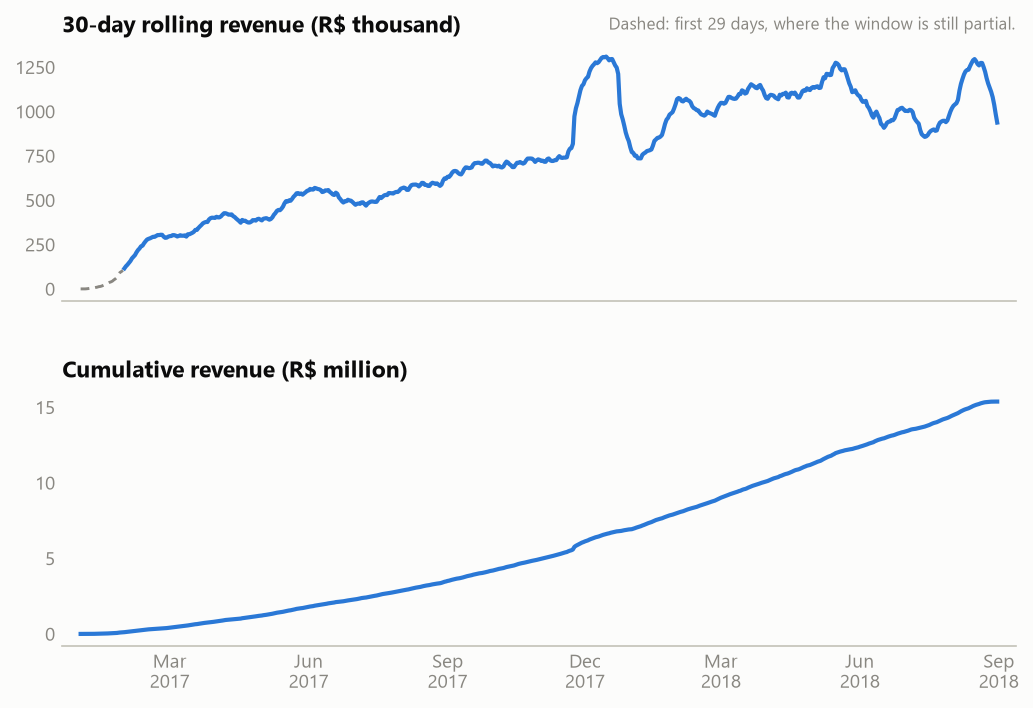 30-day rolling revenue (R$ thousand)
Dashed: first 29 days, where the window is still partial.
1250
1000
750
500
250
0
Cumulative revenue (R$ million)
15
10
5
0
Mar Jun Sep Dec Mar Jun Sep
2017 2017 2017 2017 2018 2018 2018